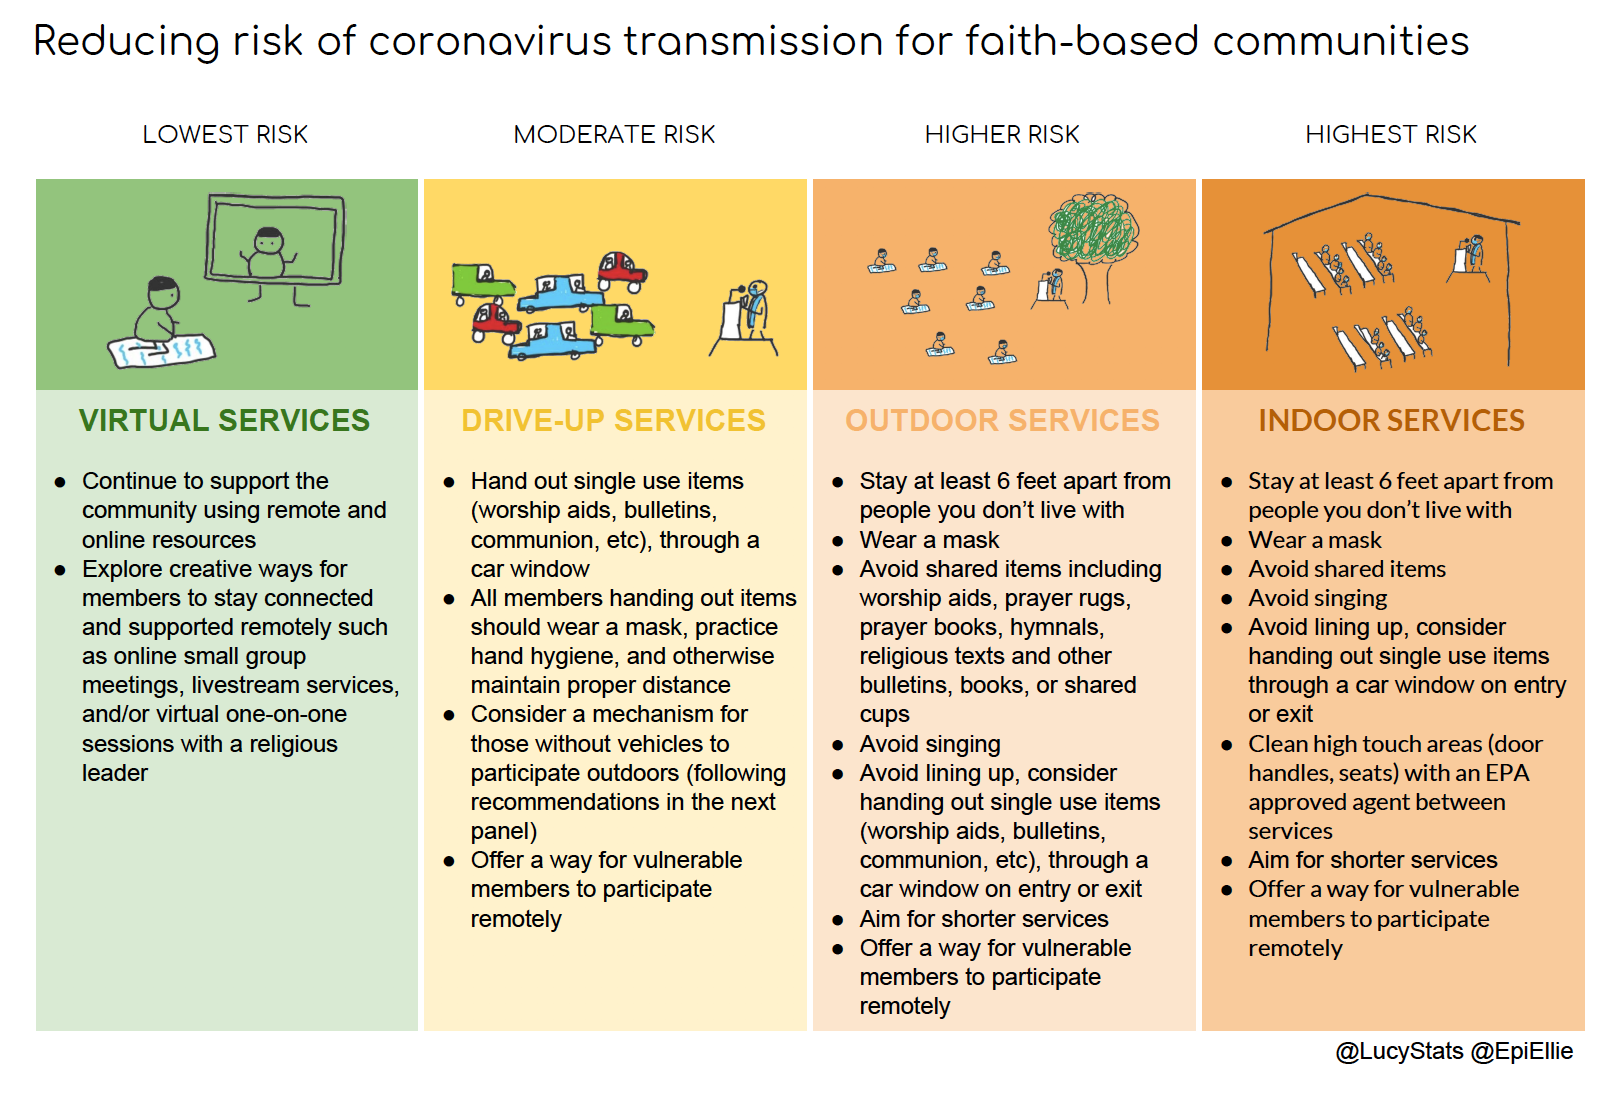 Reducing risk of coronavirus transmission for faith-based communities
LOWEST RISK
MODERATE RISK
HIGHER RISK
HIGHEST RISK
VIRTUAL SERVICES
● Continue to support the
community using remote and
online resources
● Explore creative ways for
members to stay connected
and supported remotely such
as online small group
meetings, livestream services,
and/or virtual one-on-one
sessions with a religious
leader
DRIVE-UP SERVICES
● Hand out single use items
(worship aids, bulletins,
communion, etc), through a
car window
● All members handing out items
should wear a mask, practice
hand hygiene, and otherwise
maintain proper distance
● Consider a mechanism for
those without vehicles to
participate outdoors (following
recommendations in the next
panel)
● Offer a way for vulnerable
members to participate
remotely
OUTDOOR SERVICES
● Stay at least 6 feet apart from
people you don’t live with
● Wear a mask
● Avoid shared items including
worship aids, prayer rugs,
prayer books, hymnals,
religious texts and other
bulletins, books, or shared
cups
● Avoid singing
● Avoid lining up, consider
handing out single use items
(worship aids, bulletins,
communion, etc), through a
car window on entry or exit
● Aim for shorter services
● Offer a way for vulnerable
members to participate
remotely
INDOOR SERVICES
● Stay at least 6 feet apart from
people you don’t live with
● Wear a mask
● Avoid shared items
● Avoid singing
● Avoid lining up, consider
handing out single use items
through a car window on entry
or exit
● Clean high touch areas (door
handles, seats) with an EPA
approved agent between
services
● Aim for shorter services
● Offer a way for vulnerable
members to participate
remotely
@LucyStats @EpiEllie